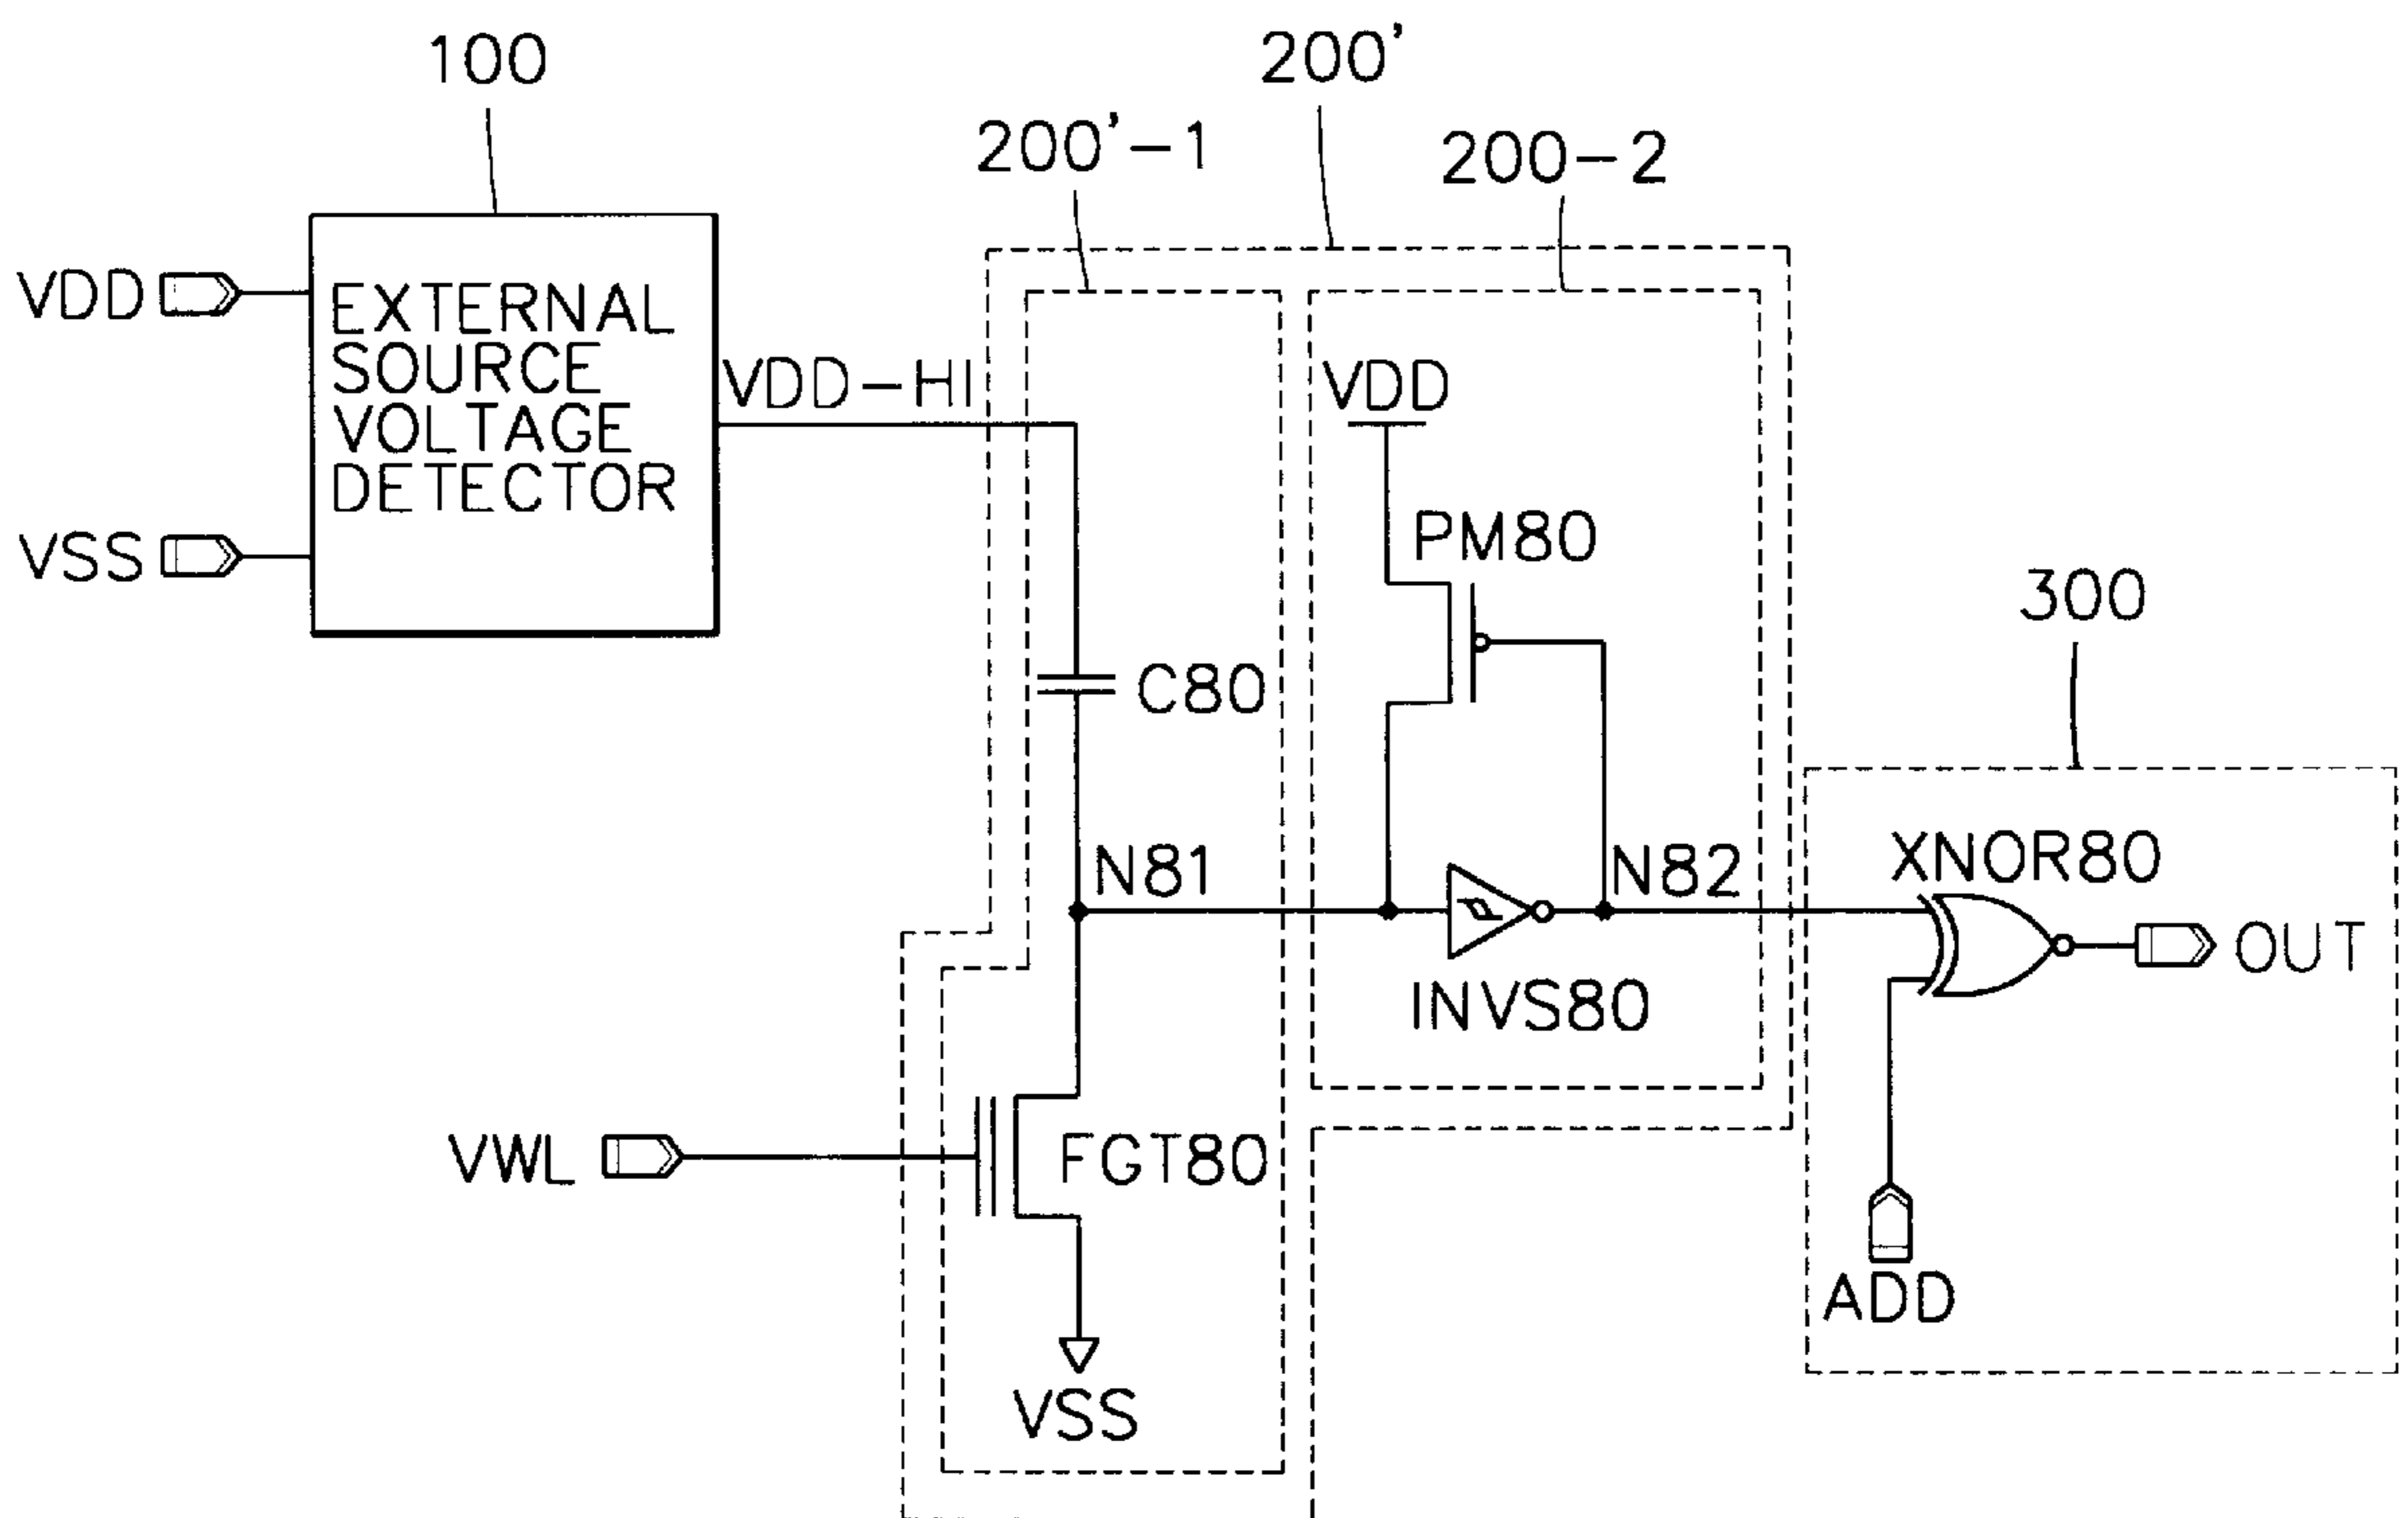 100
200'
200'-1
200-2
VDD
EXTERNAL
SOURCE
VOLTAGE
DETECTOR
VDD-HI
VDD
VSS
PM80
300
C80
N81
N82
XNOR80
OUT
INVS80
VWL
FGT80
ADD
VSS